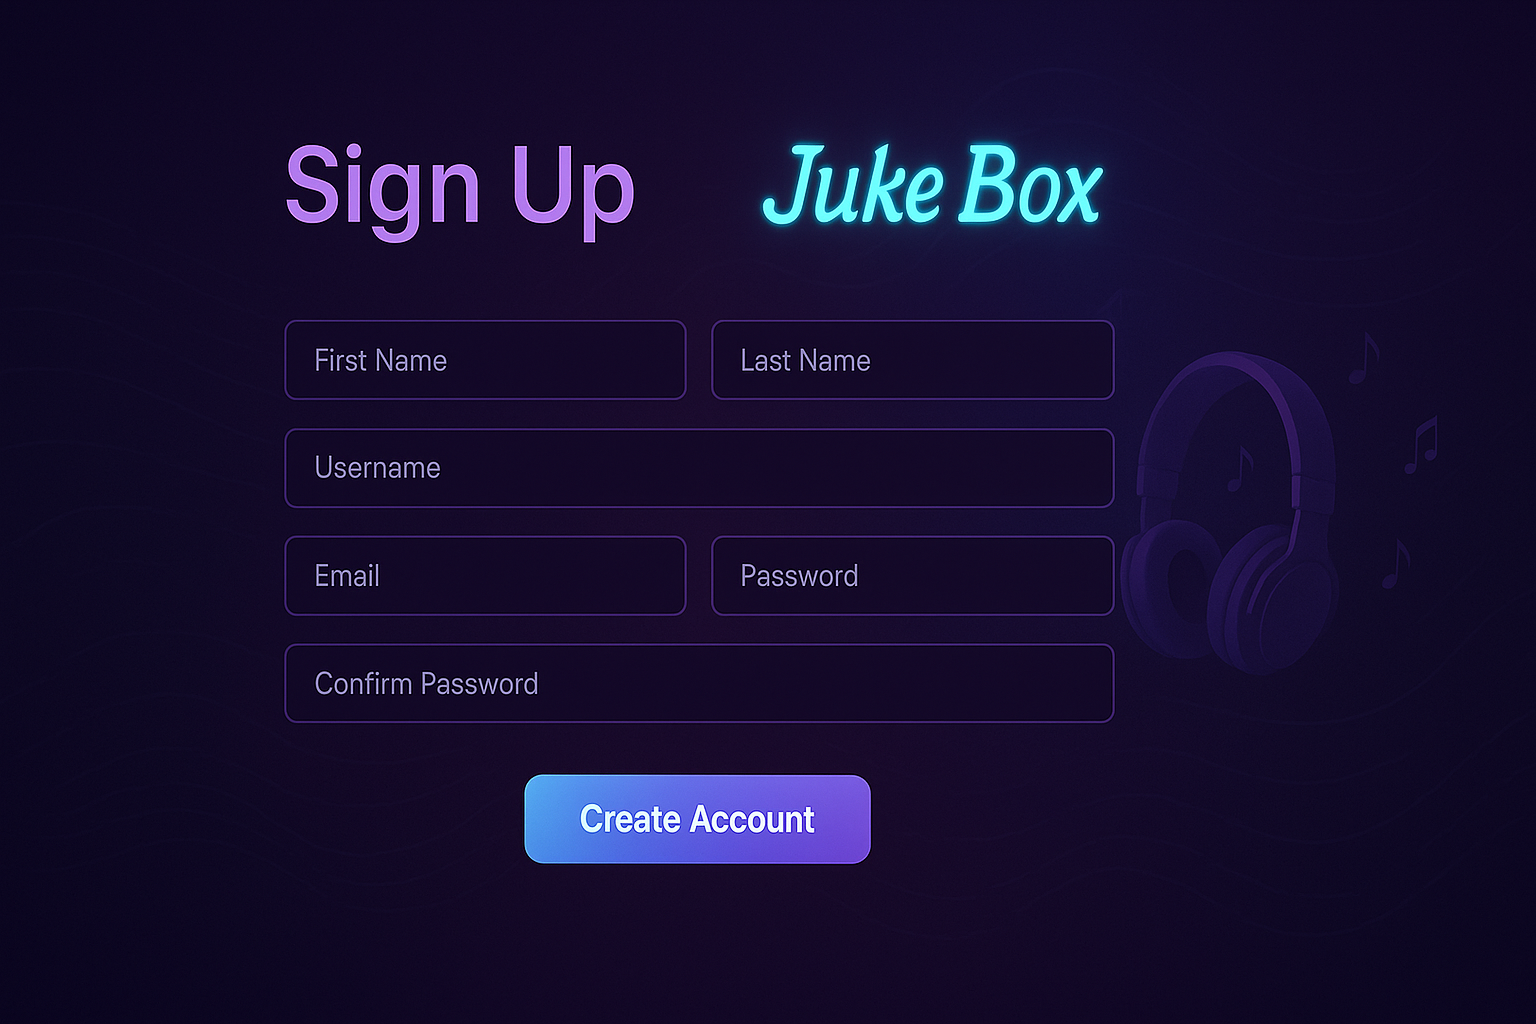 Sign Up
Juke Box
First Name
Last Name
Username
Email
Password
Confirm Password
Create Account